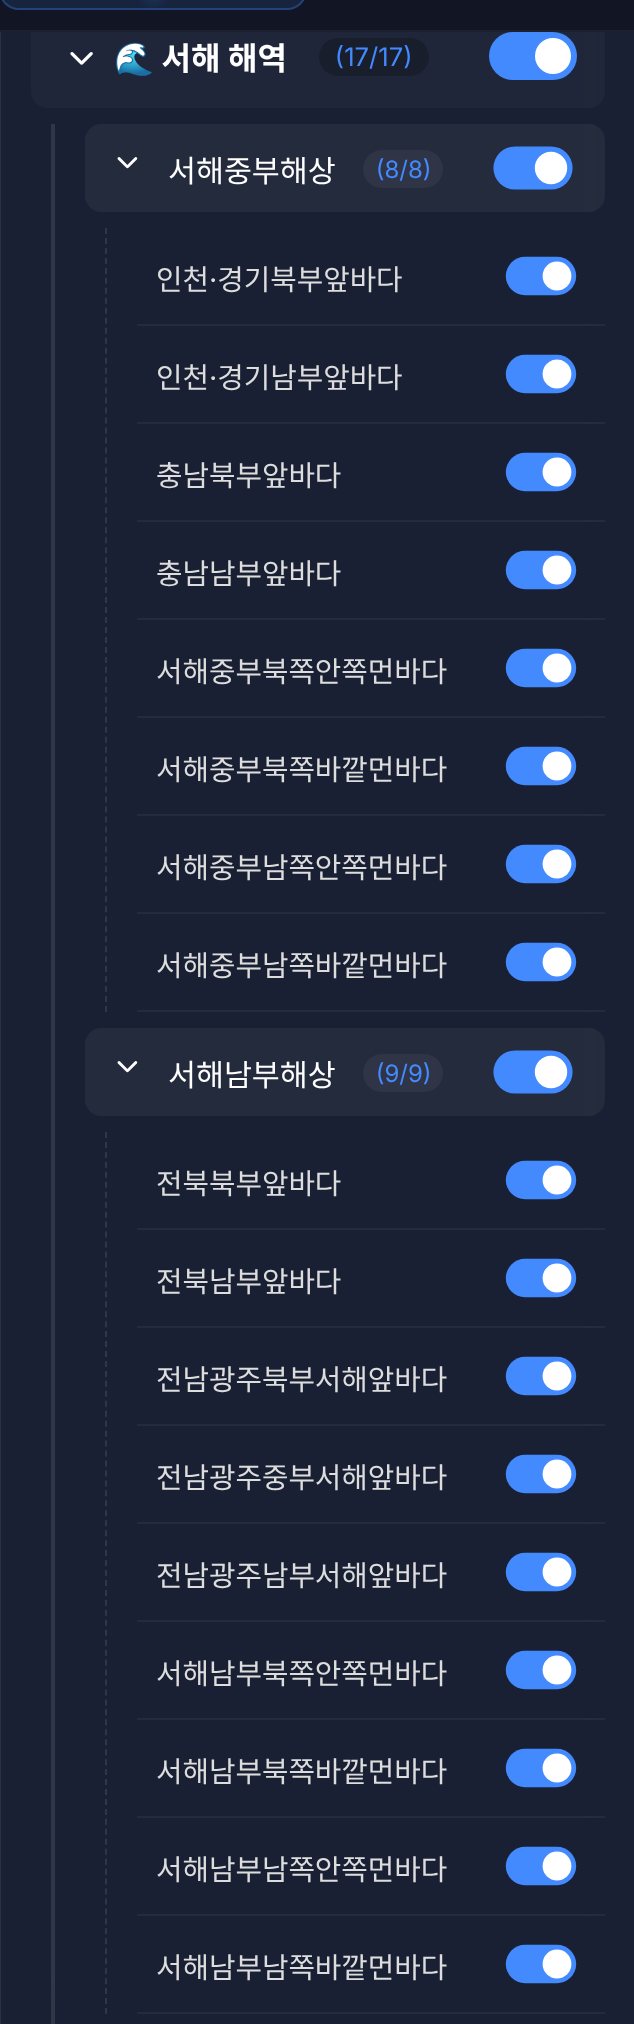 서해 해역 (17/17)
서해중부해상 (8/8)
인천·경기북부앞바다
인천·경기남부앞바다
충남북부앞바다
충남남부앞바다
서해중부북쪽안쪽먼바다
서해중부북쪽바깥먼바다
서해중부남쪽안쪽먼바다
서해중부남쪽바깥먼바다
서해남부해상 (9/9)
전북북부앞바다
전북남부앞바다
전남광주북부서해앞바다
전남광주중부서해앞바다
전남광주남부서해앞바다
서해남부북쪽안쪽먼바다
서해남부북쪽바깥먼바다
서해남부남쪽안쪽먼바다
서해남부남쪽바깥먼바다